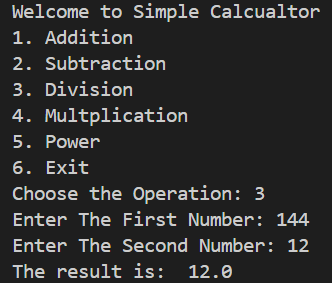 Welcome to Simple Calcualtor
1. Addition
2. Subtraction
3. Division
4. Multplication
5. Power
6. Exit
Choose the Operation: 3
Enter The First Number: 144
Enter The Second Number: 12
The result is:  12.0